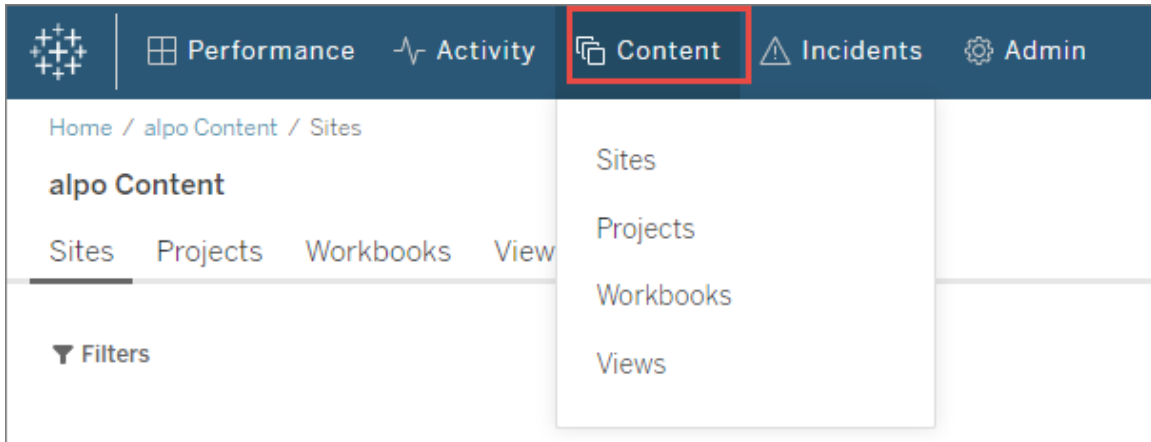 Performance Activity Content Incidents Admin
Home / alpo Content / Sites
alpo Content
Sites Projects Workbooks View
Filters
Sites
Projects
Workbooks
Views